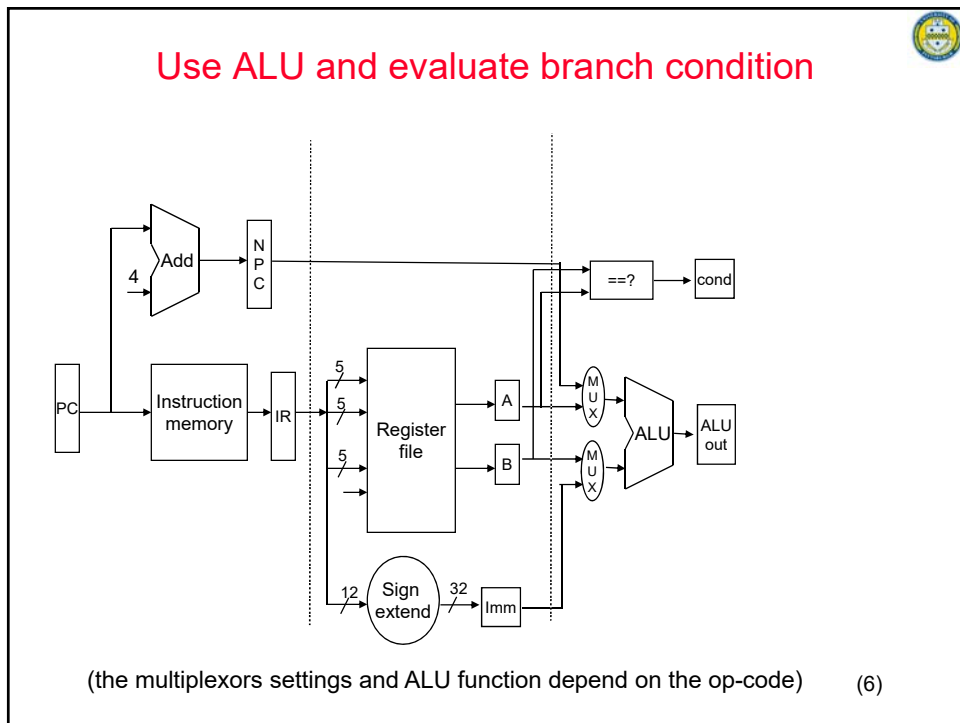 Use ALU and evaluate branch condition
Add
4
N
P
C
==?
cond
PC
Instruction
memory
IR
5
5
5
Register
file
A
B
M
U
X
M
U
X
ALU
ALU
out
12
Sign
extend
32
Imm
(the multiplexors settings and ALU function depend on the op-code)
(6)